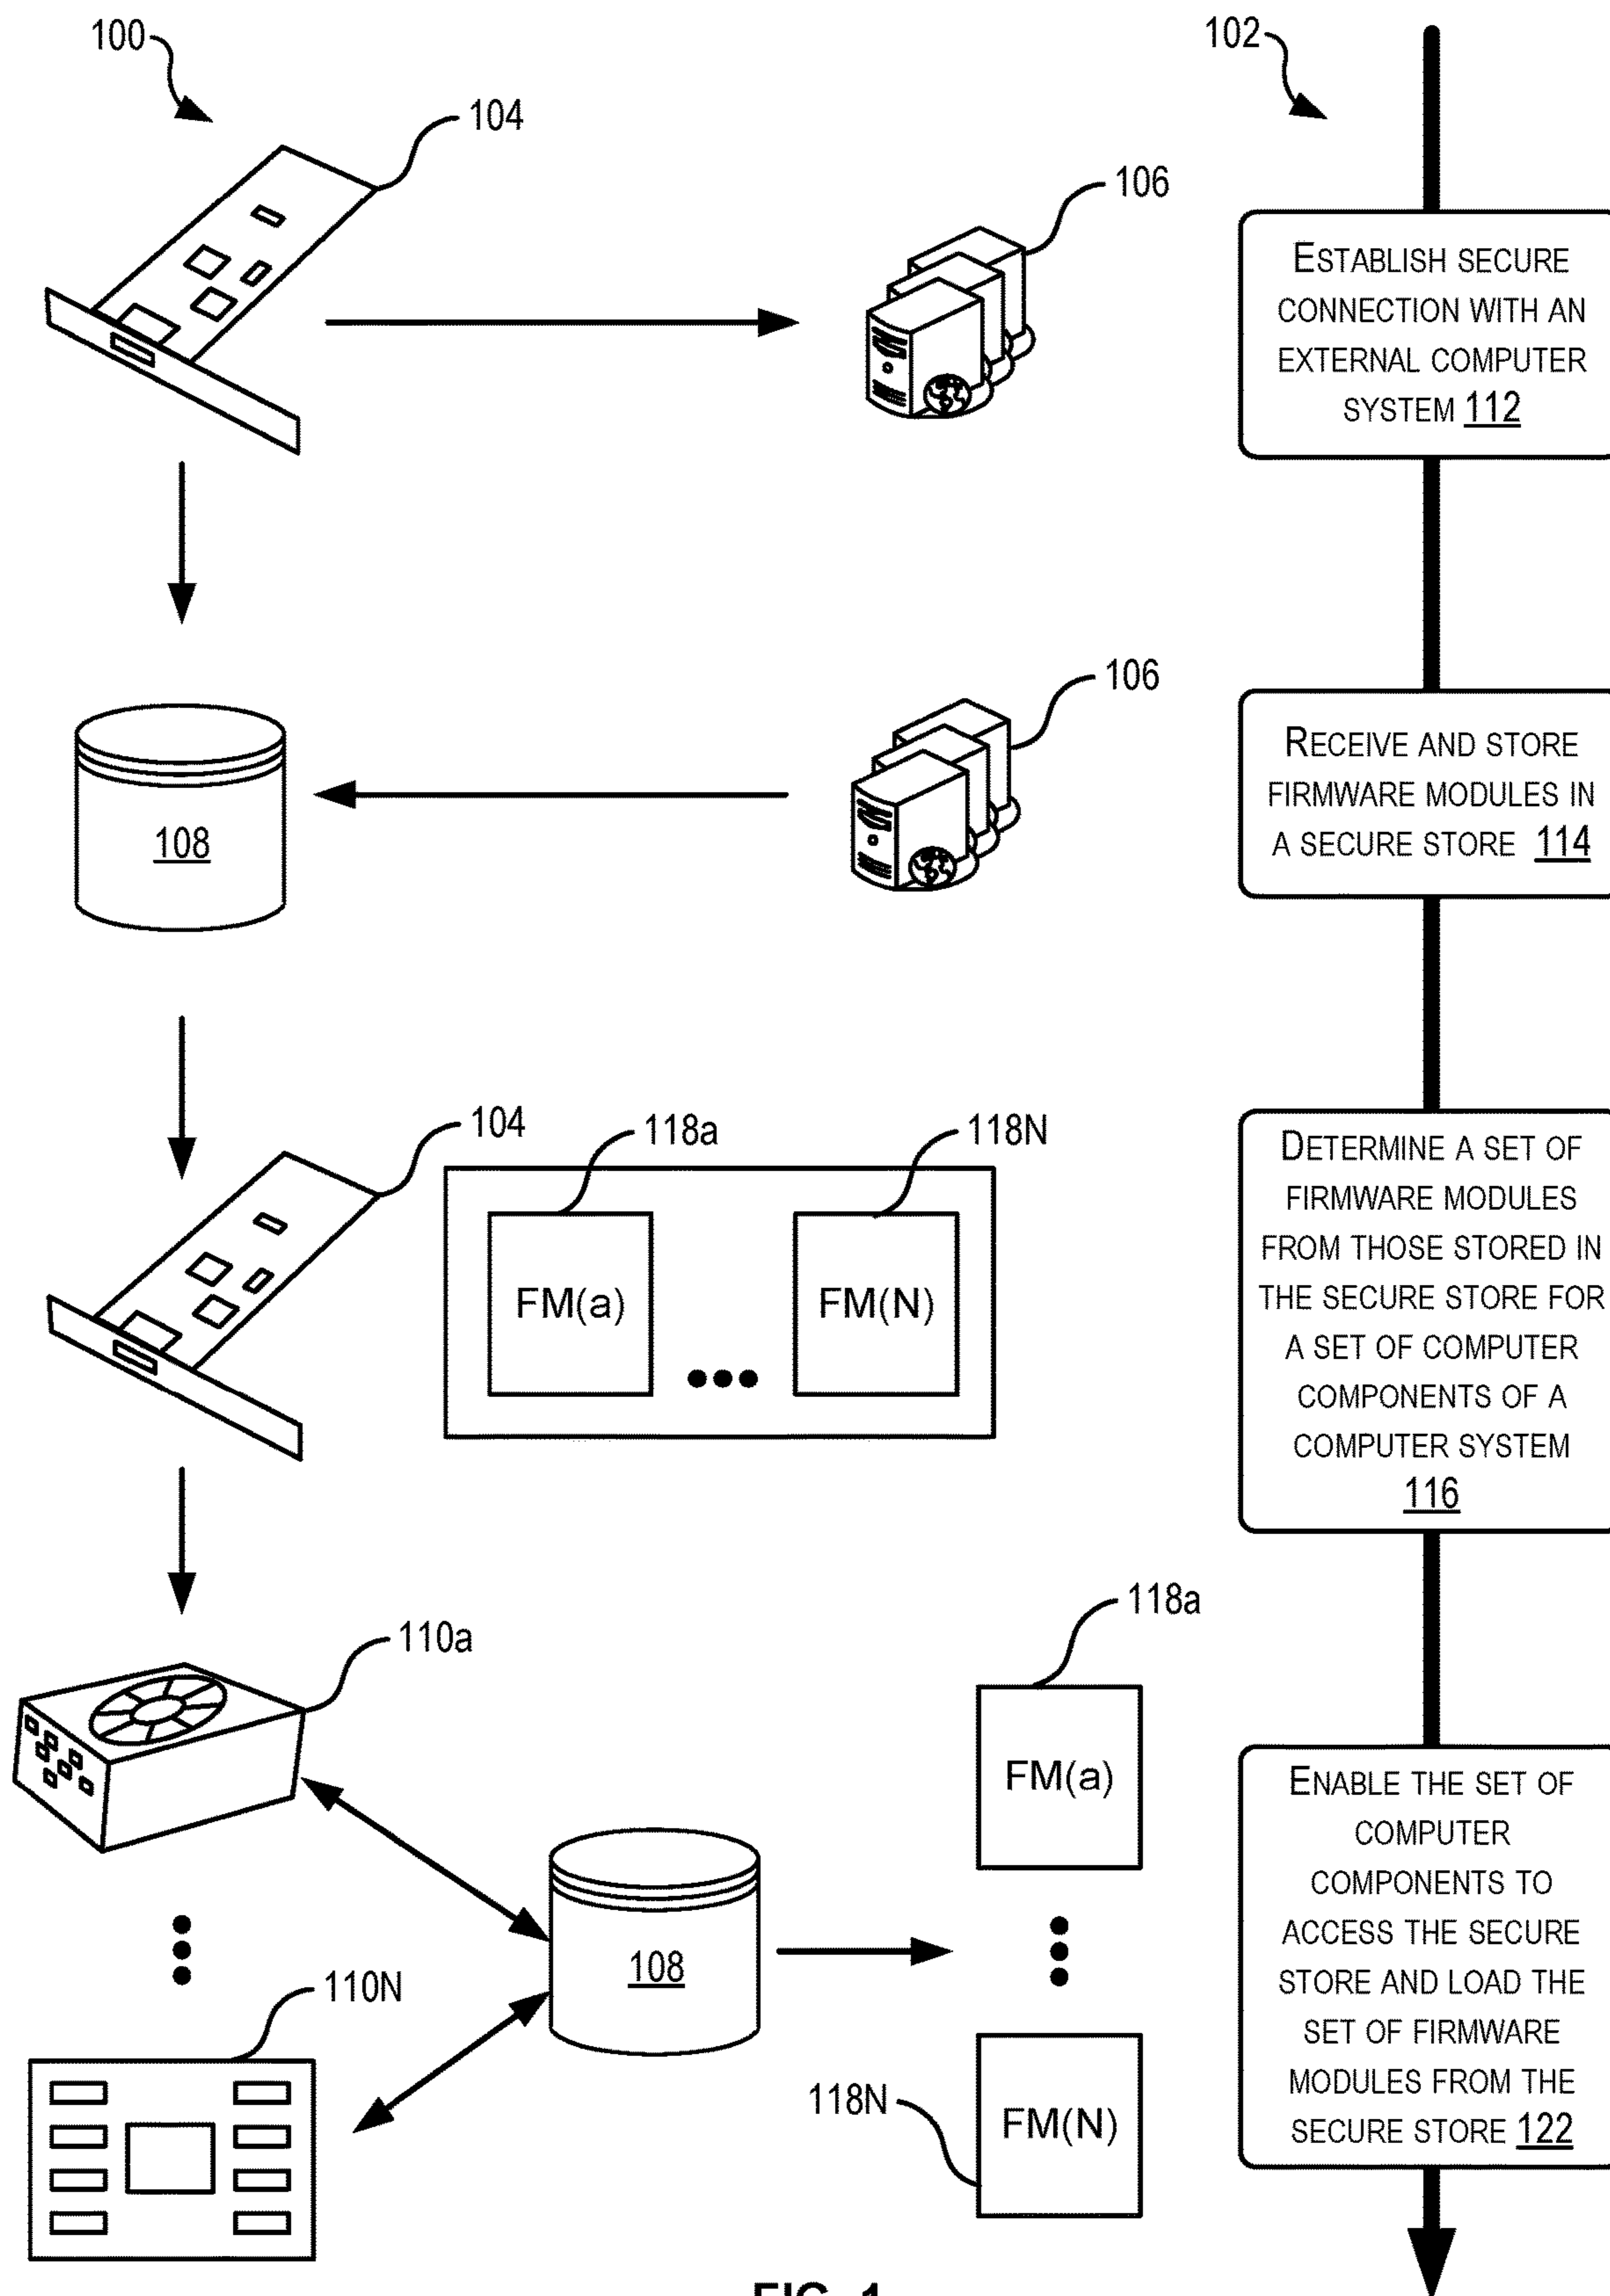 100
102
104
106
ESTABLISH SECURE
CONNECTION WITH AN
EXTERNAL COMPUTER
SYSTEM 112
106
108
RECEIVE AND STORE
FIRMWARE MODULES IN
A SECURE STORE 114
104
118a
118N
FM(a)
FM(N)
DETERMINE A SET OF
FIRMWARE MODULES
FROM THOSE STORED IN
THE SECURE STORE FOR
A SET OF COMPUTER
COMPONENTS OF A
COMPUTER SYSTEM
116
110a
118a
FM(a)
108
110N
118N
FM(N)
ENABLE THE SET OF
COMPUTER
COMPONENTS TO
ACCESS THE SECURE
STORE AND LOAD THE
SET OF FIRMWARE
MODULES FROM THE
SECURE STORE 122
FIG. 1